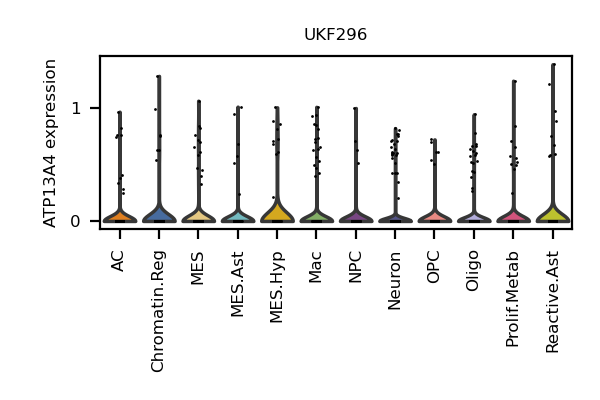 UKF296
ATP13A4 expression
1
0
AC
Chromatin.Reg
MES
MES.Ast
MES.Hyp
Mac
NPC
Neuron
OPC
Oligo
Prolif.Metab
Reactive.Ast